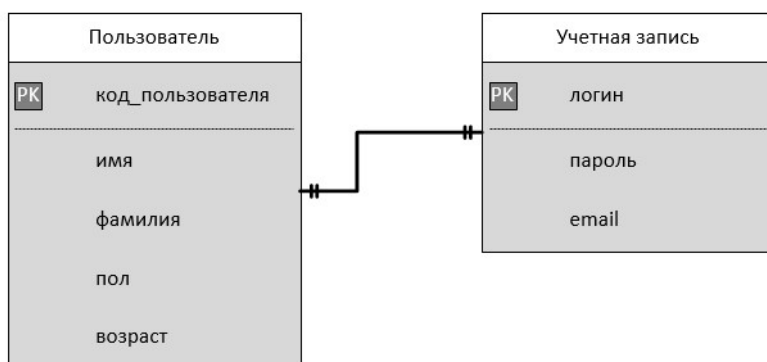 Пользователь
PK код_пользователя
имя
фамилия
пол
возраст
Учетная запись
PK логин
пароль
email